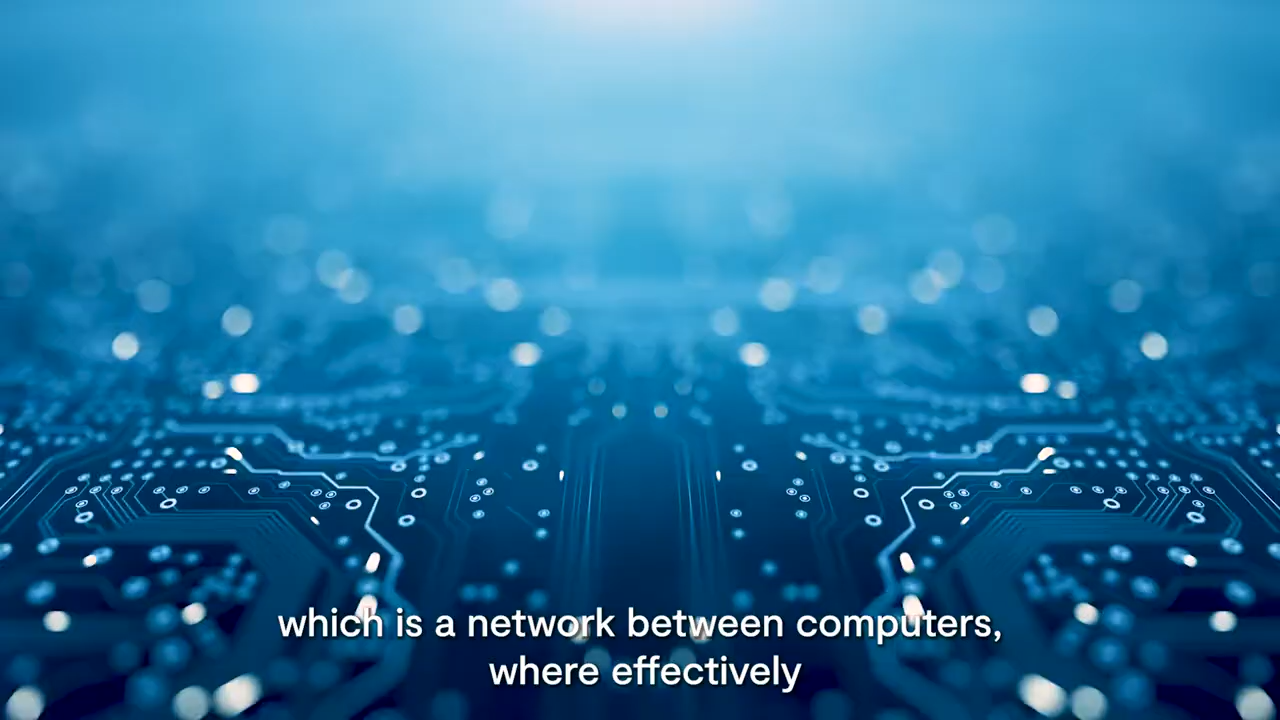 which is a network between computers,
where effectively